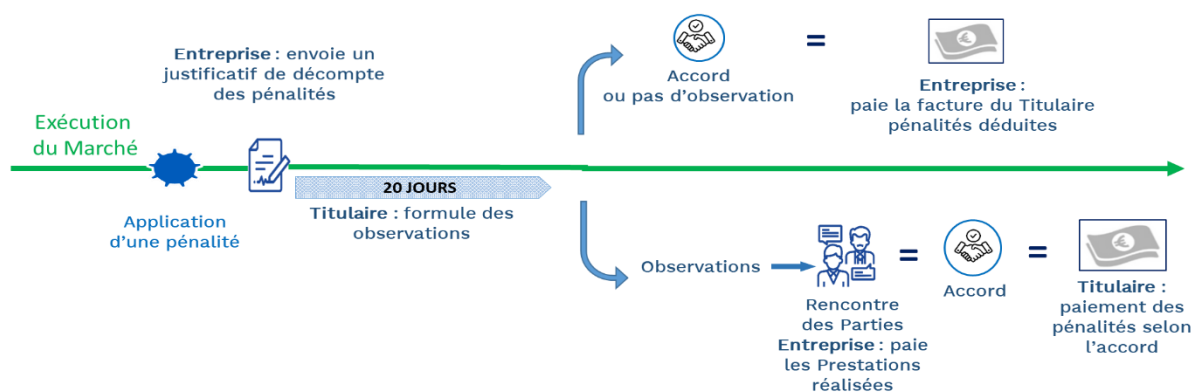 Entreprise : envoie un
justificatif de décompte
des pénalités
Exécution
du Marché
Application
d'une pénalité
20 JOURS
Titulaire : formule des
observations
Accord
ou pas d'observation
=
Entreprise :
paie la facture du Titulaire
pénalités déduites
Observations
Rencontre
des Parties
Entreprise : paie
les Prestations
réalisées
=
Accord
=
Titulaire :
paiement des
pénalités selon
l'accord